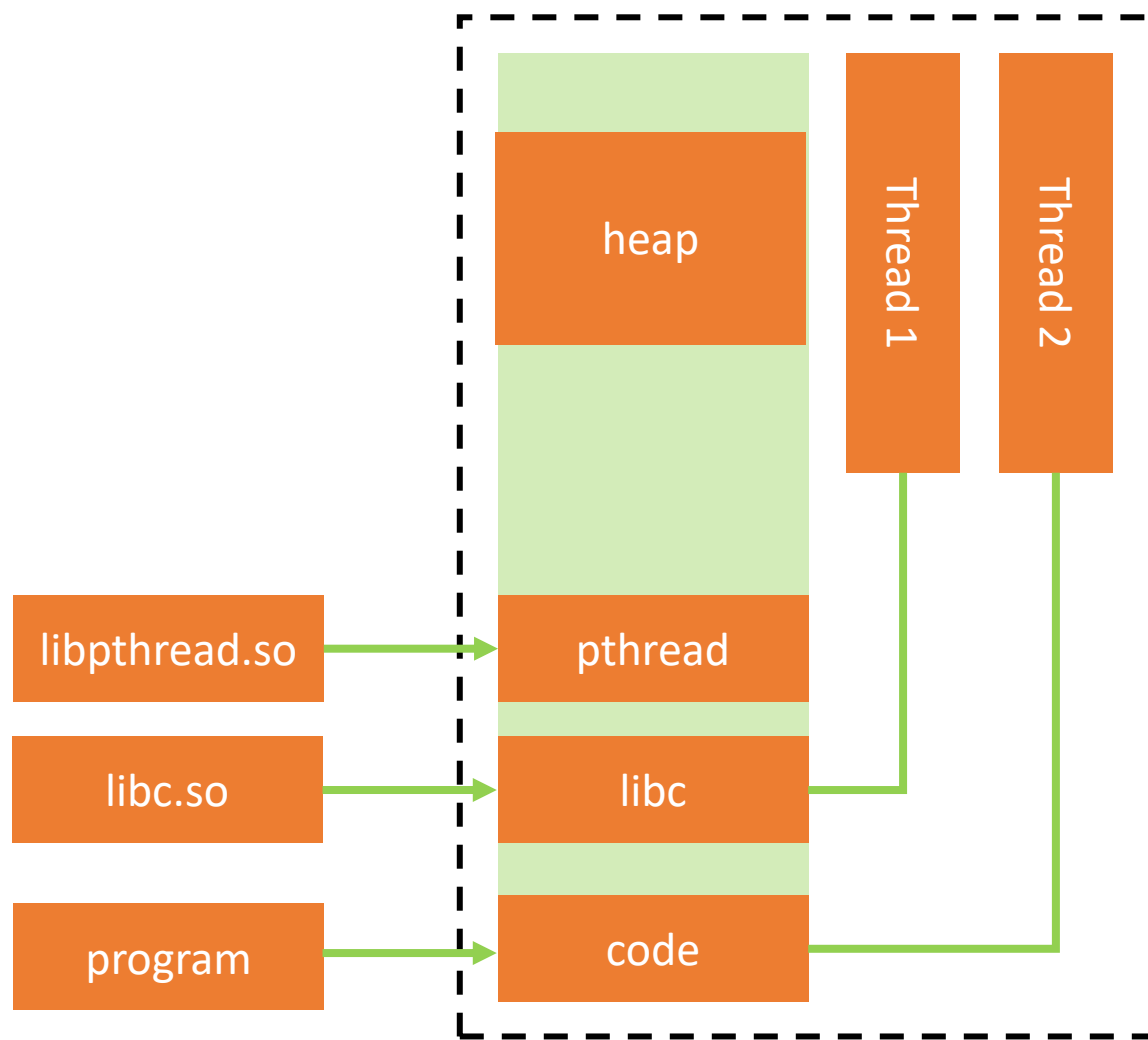 heap
Thread 1
Thread 2
libpthread.so
pthread
libc.so
libc
program
code